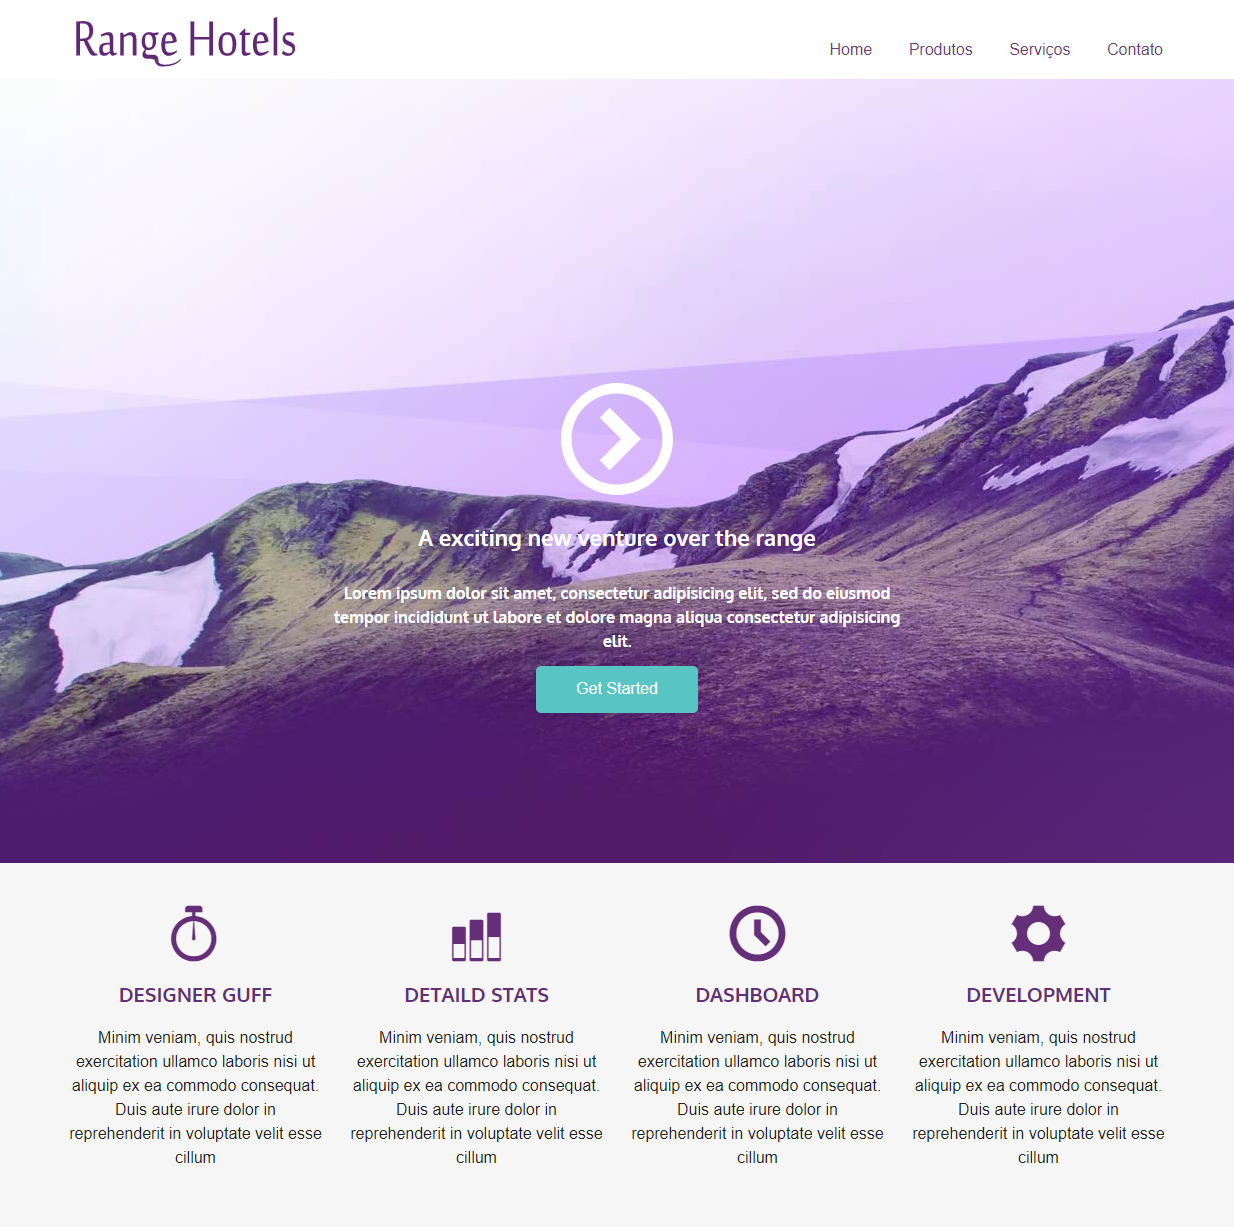 Range Hotels
Home Produtos Serviços Contato
A exciting new venture over the range
Lorem ipsum dolor sit amet, consectetur adipisicing elit, sed do eiusmod
tempor incididunt ut labore et dolore magna aliqua consectetur adipisicing
elit.
Get Started
DESIGNER GUFF
Minim veniam, quis nostrud
exercitation ullamco laboris nisi ut
aliquip ex ea commodo consequat.
Duis aute irure dolor in
reprehenderit in voluptate velit esse
cillum
DETAILD STATS
Minim veniam, quis nostrud
exercitation ullamco laboris nisi ut
aliquip ex ea commodo consequat.
Duis aute irure dolor in
reprehenderit in voluptate velit esse
cillum
DASHBOARD
Minim veniam, quis nostrud
exercitation ullamco laboris nisi ut
aliquip ex ea commodo consequat.
Duis aute irure dolor in
reprehenderit in voluptate velit esse
cillum
DEVELOPMENT
Minim veniam, quis nostrud
exercitation ullamco laboris nisi ut
aliquip ex ea commodo consequat.
Duis aute irure dolor in
reprehenderit in voluptate velit esse
cillum